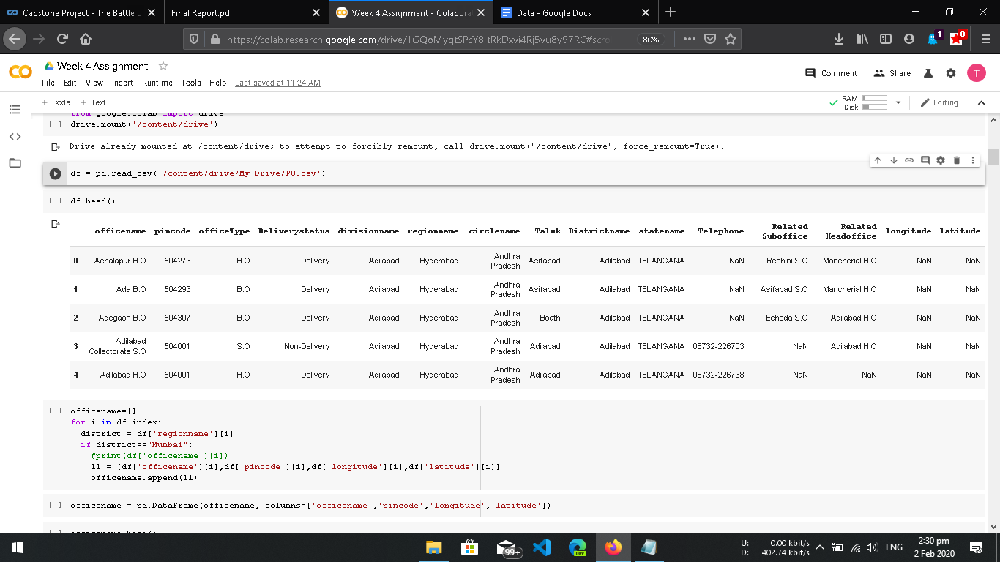 Capstone Project - The Battle of
Final Report.pdf
Week 4 Assignment - Colabora
Data - Google Docs
https://colab.research.google.com/drive/1GQoMyqtSPcY8ItRkDxvi4Rj5vu8y97RC#scro
80%
1
0
Week 4 Assignment
File Edit View Insert Runtime Tools Help Last saved at 11:24 AM
Comment Share T
+ Code + Text
RAM
Disk
Editing
from google.colab import drive
[ ] drive.mount('/content/drive')
Drive already mounted at /content/drive; to attempt to forcibly remount, call drive.mount("/content/drive", force_remount=True).
df = pd.read_csv('/content/drive/My Drive/PO.csv')
[ ] df.head()
officename pincode officeType Deliverystatus divisionname regionname circlename Taluk Districtname statename Telephone Related Suboffice Related Headoffice longitude latitude
0 Achalapur B.O 504273 B.O Delivery Adilabad Hyderabad Andhra Pradesh Asifabad Adilabad TELANGANA NaN Rechini S.O Mancherial H.O NaN NaN
1 Ada B.O 504293 B.O Delivery Adilabad Hyderabad Andhra Pradesh Asifabad Adilabad TELANGANA NaN Asifabad S.O Mancherial H.O NaN NaN
2 Adegaon B.O 504307 B.O Delivery Adilabad Hyderabad Andhra Pradesh Boath Adilabad TELANGANA NaN Echoda S.O Adilabad H.O NaN NaN
3 Adilabad Collectorate S.O 504001 S.O Non-Delivery Adilabad Hyderabad Andhra Pradesh Adilabad Adilabad TELANGANA 08732-226703 NaN Adilabad H.O NaN NaN
4 Adilabad H.O 504001 H.O Delivery Adilabad Hyderabad Andhra Pradesh Adilabad Adilabad TELANGANA 08732-226738 NaN NaN NaN NaN
[ ] officename=[]
for i in df.index:
district = df['regionname'][i]
if district=="Mumbai":
#print(df['officename'][i])
ll = [df['officename'][i],df['pincode'][i],df['longitude'][i],df['latitude'][i]]
officename.append(ll)
[ ] officename = pd.DataFrame(officename, columns=['officename','pincode','longitude','latitude'])
[ ] officename.head()
99+
DEV
U: 0.00 kbit/s
D: 402.74 kbit/s
ENG
2:30 pm
2 Feb 2020